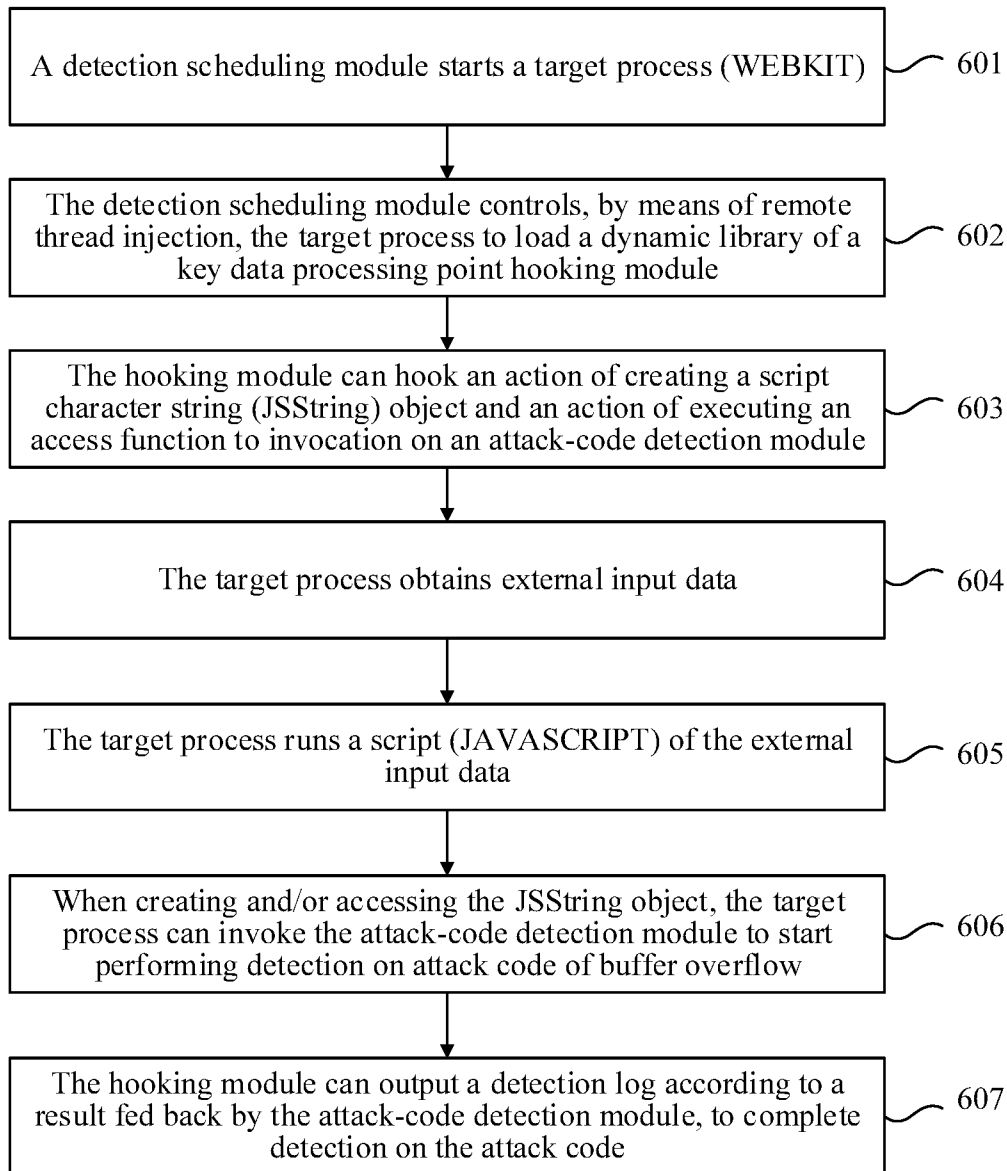 A detection scheduling module starts a target process (WEBKIT)
601
The detection scheduling module controls, by means of remote
thread injection, the target process to load a dynamic library of a
key data processing point hooking module
602
The hooking module can hook an action of creating a script
character string (JSString) object and an action of executing an
access function to invocation on an attack-code detection module
603
The target process obtains external input data
604
The target process runs a script (JAVASCRIPT) of the external
input data
605
When creating and/or accessing the JSString object, the target
process can invoke the attack-code detection module to start
performing detection on attack code of buffer overflow
606
The hooking module can output a detection log according to a
result fed back by the attack-code detection module, to complete
detection on the attack code
607